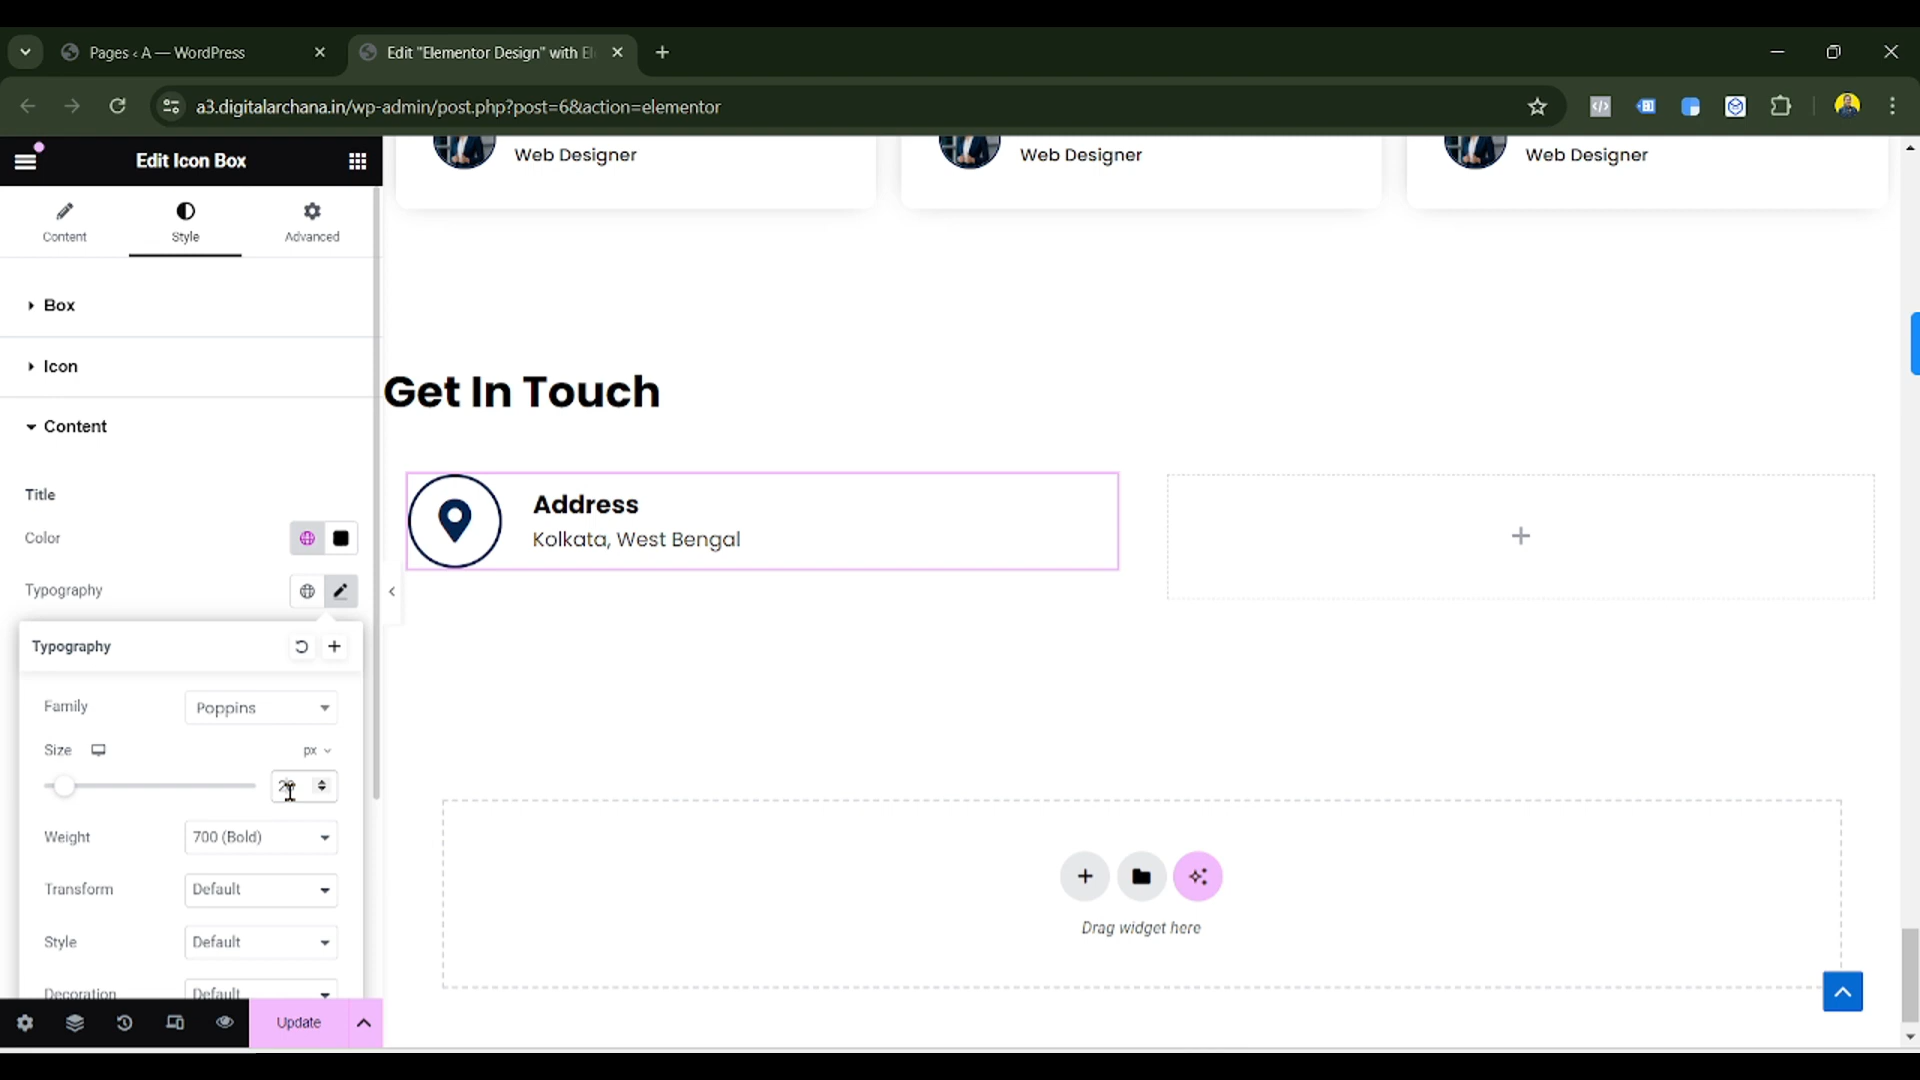 Pages ‹ A — WordPress
Edit "Elementor Design" with El
a3.digitalarchana.in/wp-admin/post.php?post=6&action=elementor
Edit Icon Box
Content
Style
Advanced
Box
Icon
Content
Title
Color
Typography
Typography
Family
Poppins
Size
px
Weight
700 (Bold)
Transform
Default
Style
Default
Decoration
Default
Update
Web Designer
Web Designer
Web Designer
Get In Touch
Address
Kolkata, West Bengal
Drag widget here